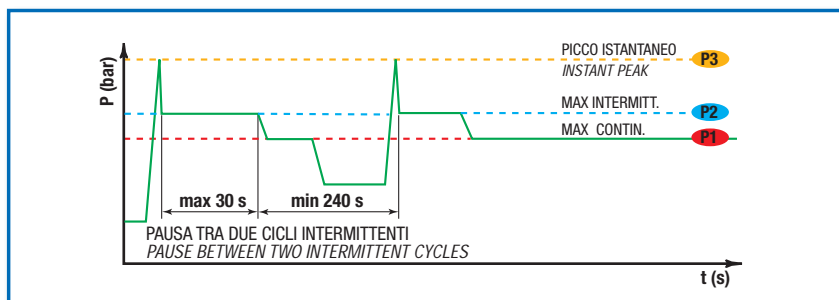 P (bar)
PICCO ISTANTANEO
INSTANT PEAK
P3
MAX INTERMITT.
P2
MAX CONTIN.
P1
max 30 s
min 240 s
PAUSA TRA DUE CICLI INTERMITTENTI
PAUSE BETWEEN TWO INTERMITTENT CYCLES
t (s)